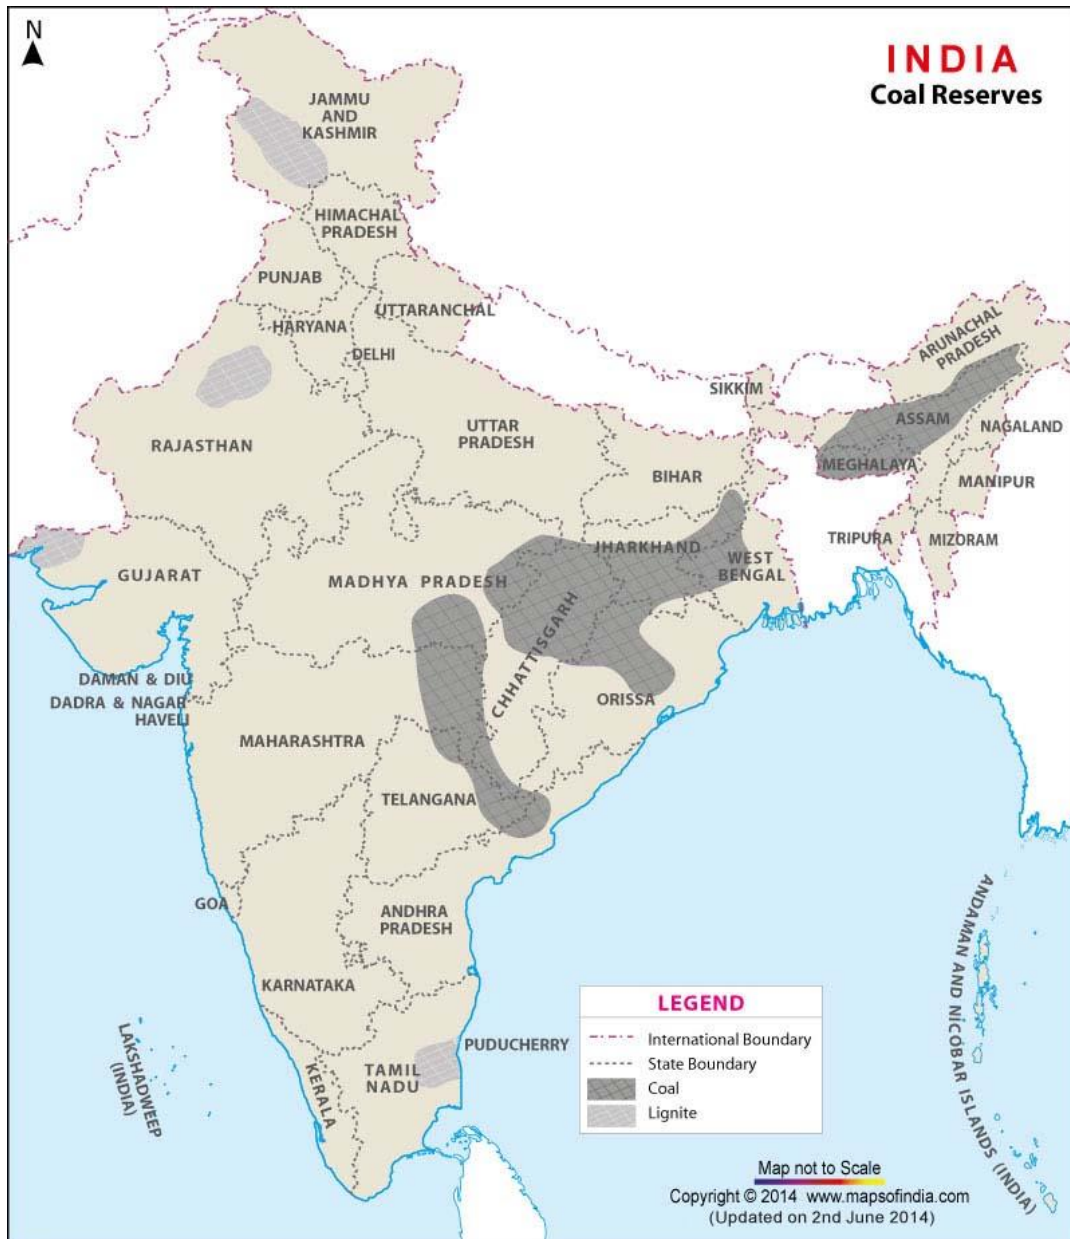 N
INDIA
Coal Reserves
JAMMU
AND
KASHMIR
HIMACHAL
PRADESH
PUNJAB
UTTARANCHAL
HARYANA
DELHI
ARUNACHAL
PRADESH
SIKKIM
RAJASTHAN
UTTAR
PRADESH
ASSAM
NAGALAND
BIHAR
MEGHALAYA
MANIPUR
TRIPURA
MIZORAM
JHARKHAND
WEST
BENGAL
GUJARAT
MADHYA PRADESH
CHHATTISGARH
DAMAN & DIU
DADRA & NAGAR
HAVELI
ORISSA
MAHARASHTRA
TELANGANA
GOA
ANDHRA
PRADESH
KARNATAKA
ANDAMAN AND NICOBAR ISLANDS (INDIA)
LAKSHADWEEP
(INDIA)
KERALA
TAMIL
NADU
PUDUCHERRY
LEGEND
International Boundary
State Boundary
Coal
Lignite
Map not to Scale
Copyright © 2014 www.mapsofindia.com
(Updated on 2nd June 2014)